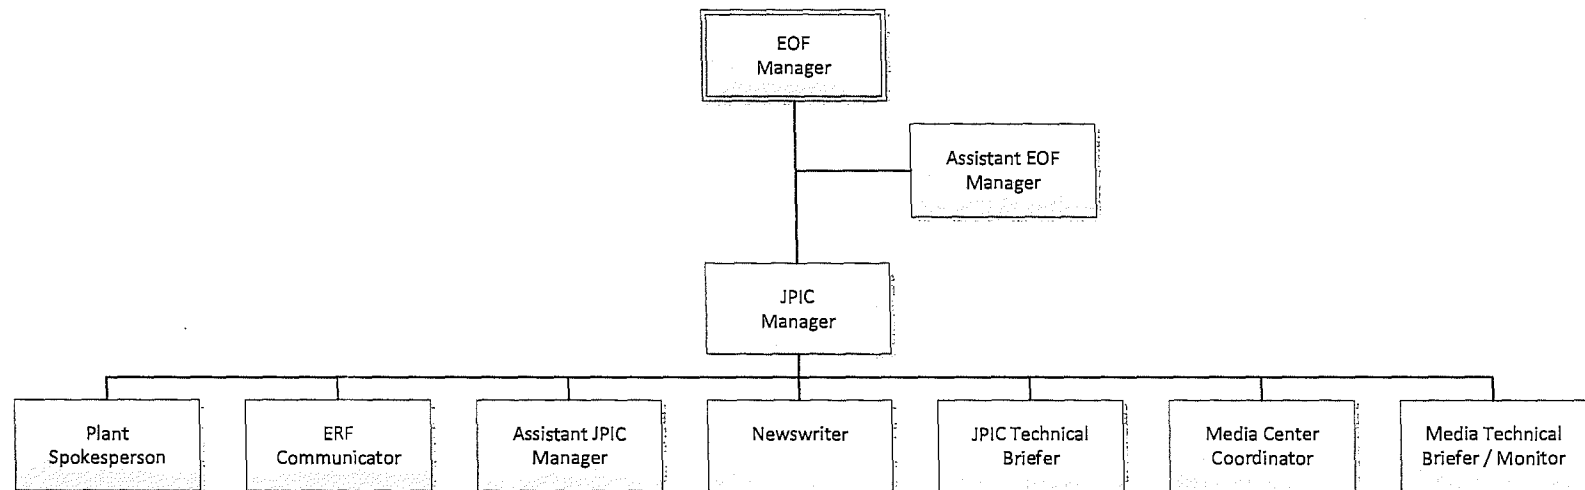 EOF
Manager
Assistant EOF
Manager
JPIC
Manager
Plant
Spokesperson
ERF
Communicator
Assistant JPIC
Manager
Newswriter
JPIC Technical
Briefer
Media Center
Coordinator
Media Technical
Briefer / Monitor